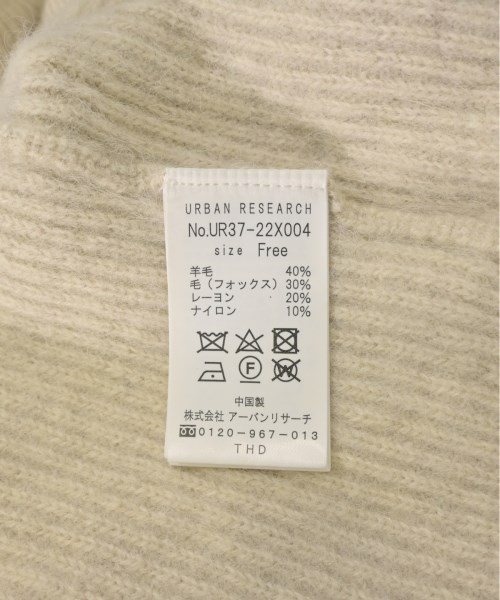 URBAN RESEARCH
No.UR37-22X004
size Free
羊毛 40%
毛(フォックス) 30%
レーヨン 20%
ナイロン 10%
F W
中国製
株式会社 アーバンリサーチ
0120-967-013
THD